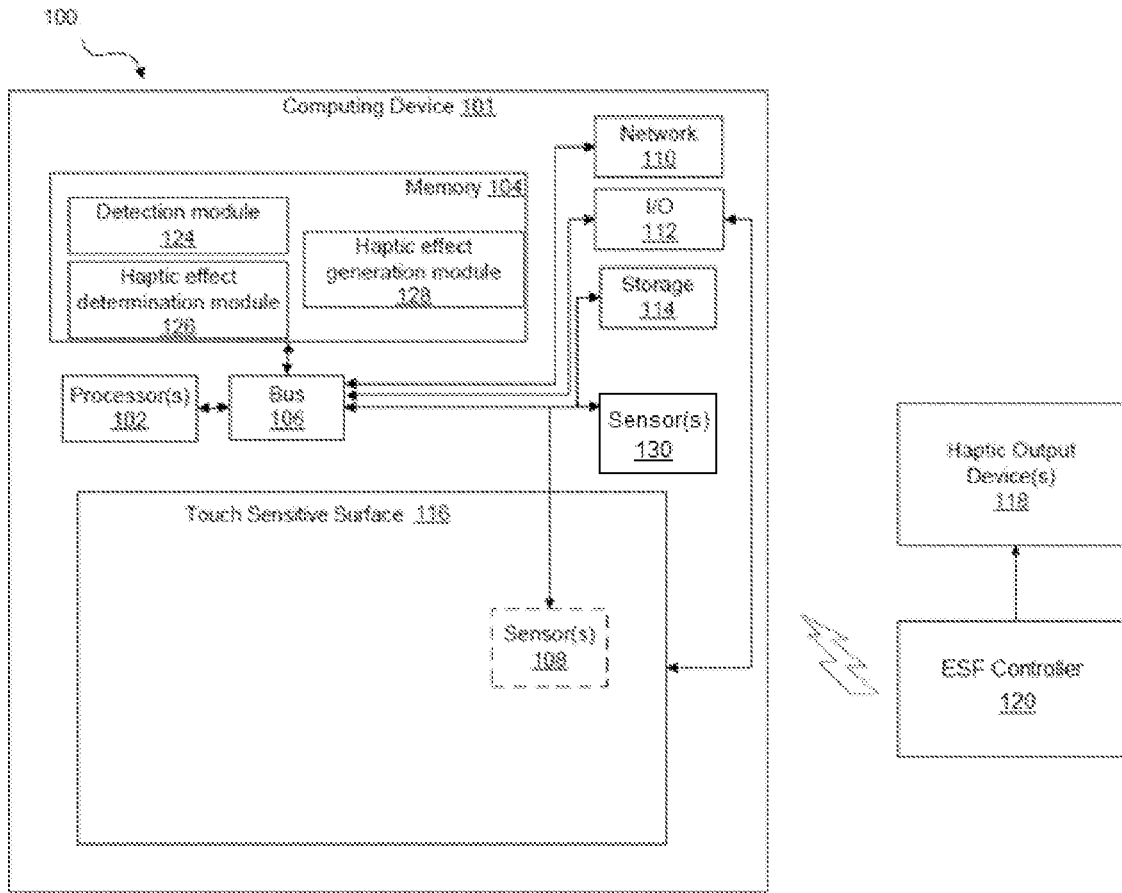 100
Computing Device 101
Network
110
Memory 104
I/O
112
Detection module
124
Haptic effect
generation module
128
Haptic effect
determination module
126
Storage
114
Processor(s)
102
Bus
106
Sensor(s)
130
Haptic Output
Device(s)
118
Touch Sensitive Surface 116
Sensor(s)
108
ESF Controller
120